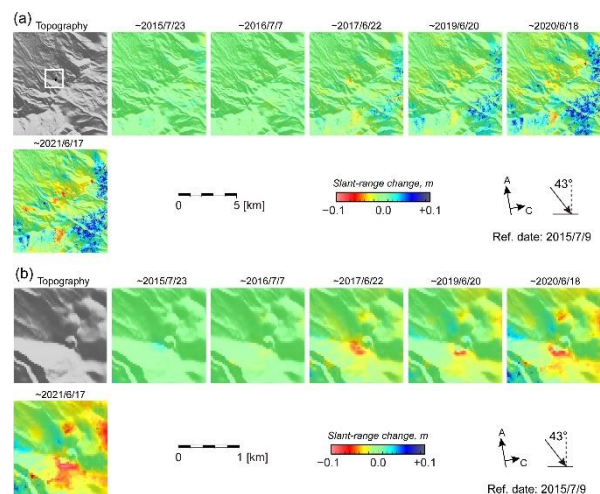 (a)
Topography ~2015/7/23 ~2016/7/7 ~2017/6/22 ~2019/6/20 ~2020/6/18
~2021/6/17
Slant-range change, m
−0.1 0.0 +0.1
0 5 [km]
A
C
43°
Ref. date: 2015/7/9
(b)
Topography ~2015/7/23 ~2016/7/7 ~2017/6/22 ~2019/6/20 ~2020/6/18
~2021/6/17
Slant-range change, m
−0.1 0.0 +0.1
0 1 [km]
A
C
43°
Ref. date: 2015/7/9